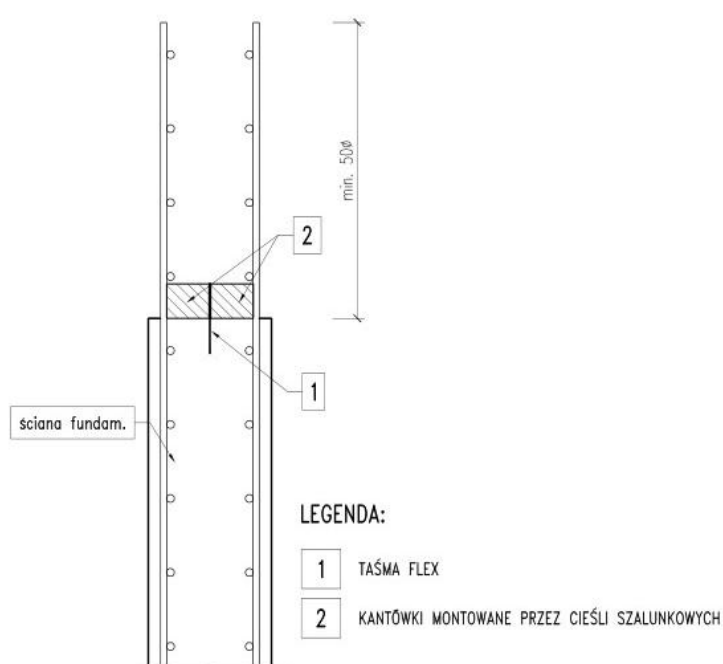 min. 50ø
2
1
ściana fundam.
LEGENDA:
1 TAŚMA FLEX
2 KANTÓWKI MONTOWANE PRZEZ CIEŚLI SZALUNKOWYCH